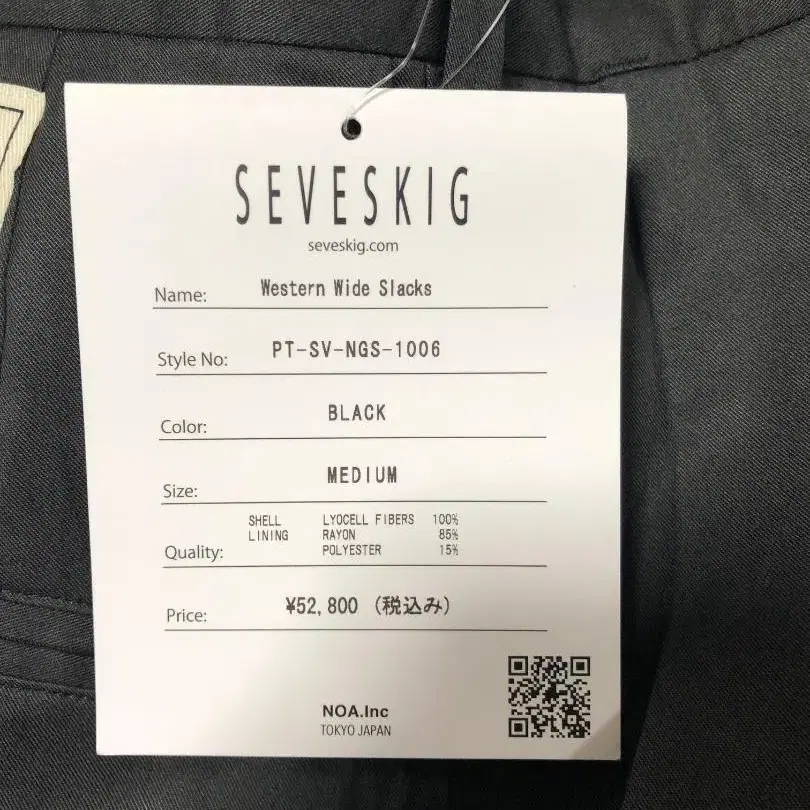 SEVESKIG
seveskig.com
Name: Western Wide Slacks
Style No: PT-SV-NGS-1006
Color: BLACK
Size: MEDIUM
SHELL LYOCELL FIBERS 100%
LINING RAYON 85%
Quality: POLYESTER 15%
Price: ¥52,800 (税込み)
NOA.Inc
TOKYO JAPAN